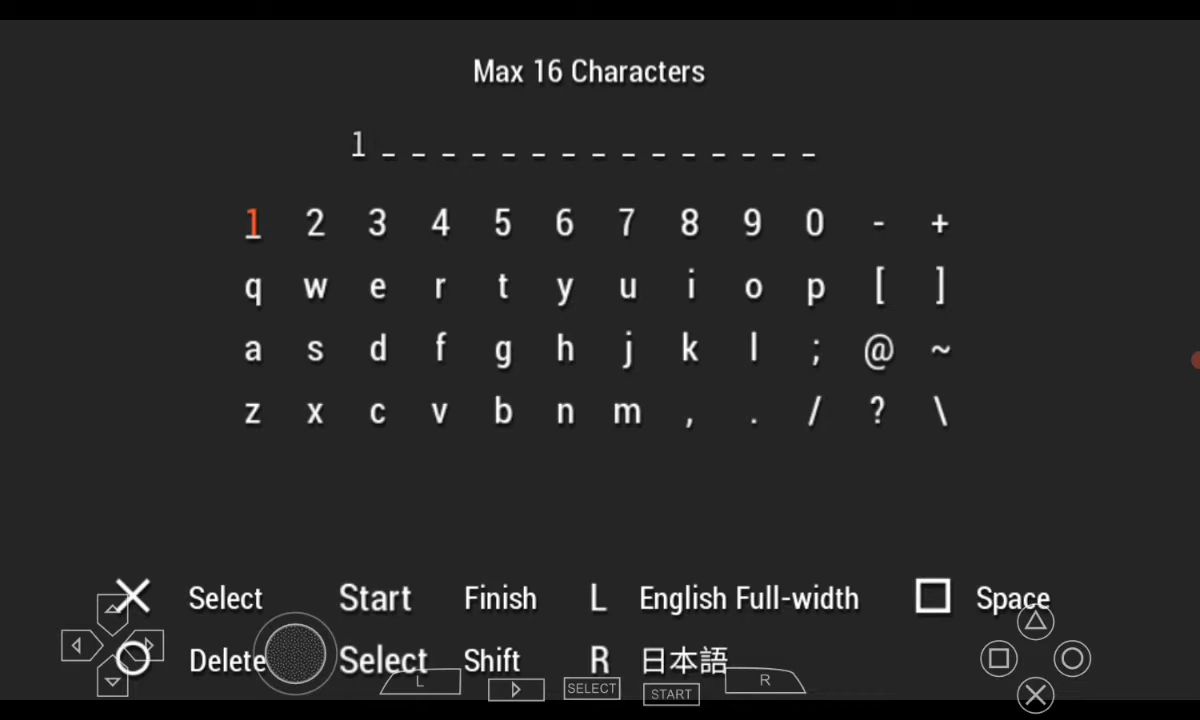 Max 16 Characters
1 _ _ _ _ _ _ _ _ _ _ _ _ _ _ _
1 2 3 4 5 6 7 8 9 0 - +
q w e r t y u i o p [ ]
a s d f g h j k l ; @ ~
z x c v b n m , . / ? \
Select Start Finish L English Full-width Space
Delete Select Shift R 日本語
L SELECT START R